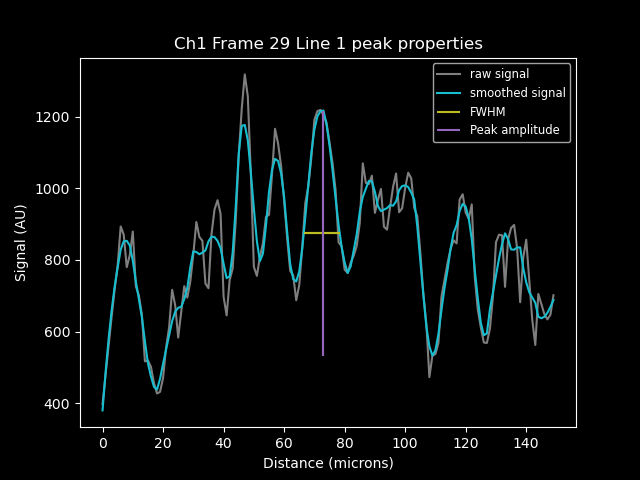 Ch1 Frame 29 Line 1 peak properties
raw signal
smoothed signal
FWHM
Peak amplitude
Signal (AU)
1200
1000
800
600
400
0 20 40 60 80 100 120 140
Distance (microns)